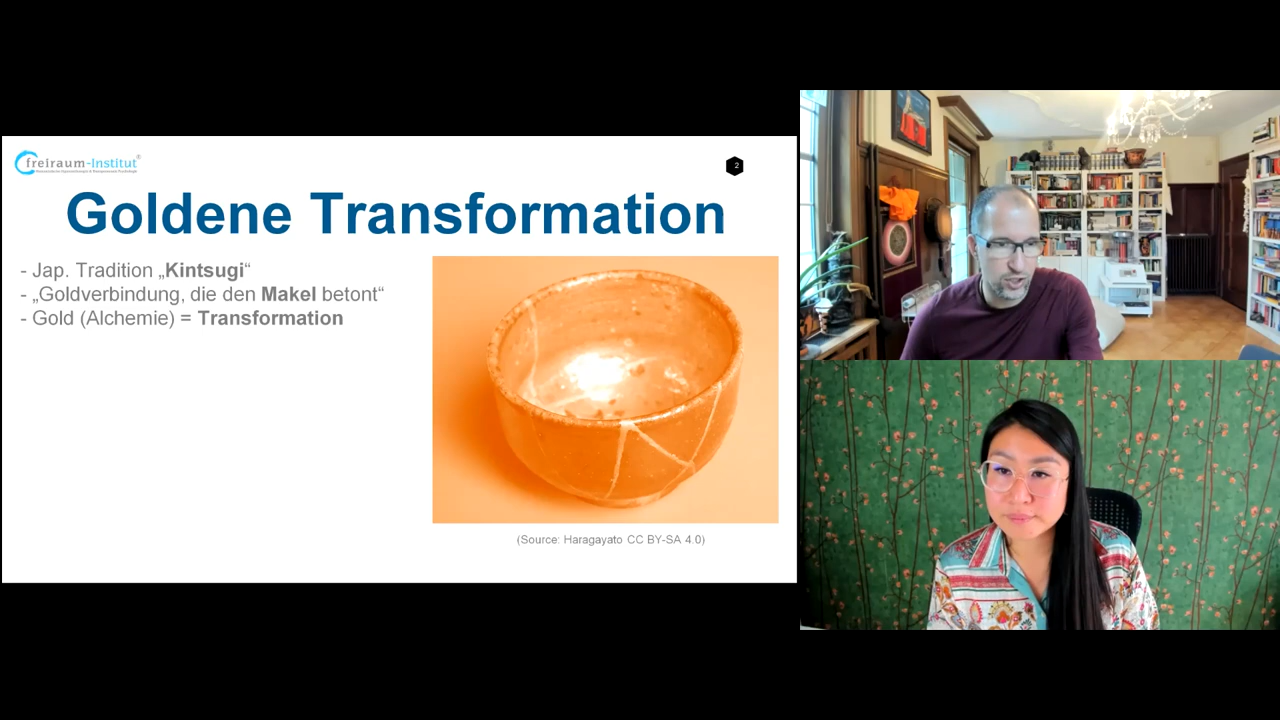 freiraum-Institut®
2
Goldene Transformation
- Jap. Tradition „Kintsugi“
- „Goldverbindung, die den Makel betont“
- Gold (Alchemie) = Transformation
(Source: Haragayato CC BY-SA 4.0)